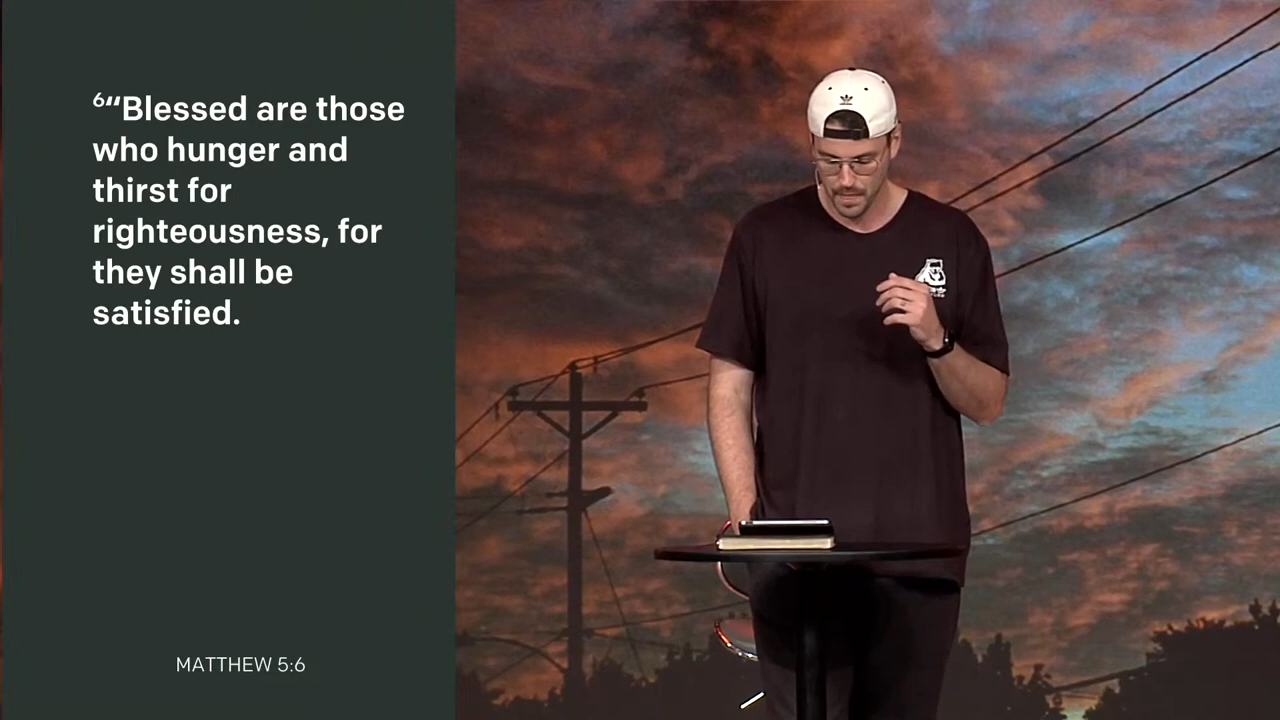 ⁶“Blessed are those
who hunger and
thirst for
righteousness, for
they shall be
satisfied.
MATTHEW 5:6